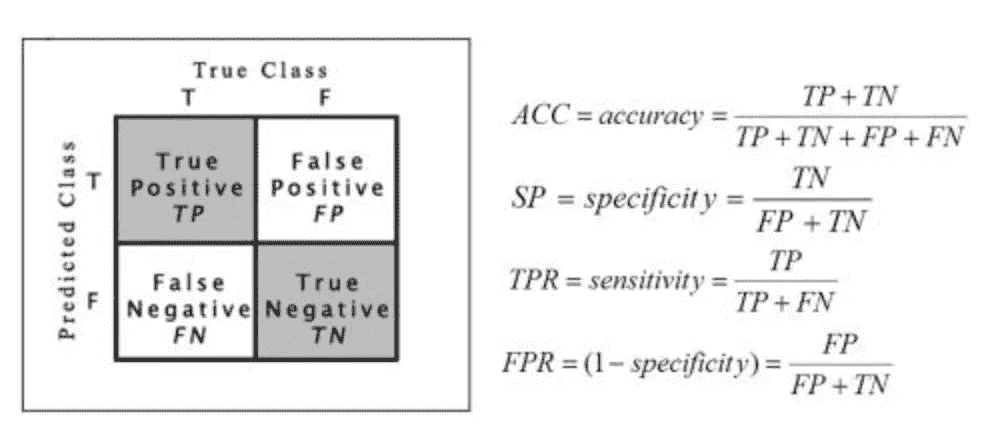 True Class
T F
Predicted Class
T
True Positive TP
False Positive FP
F
False Negative FN
True Negative TN
ACC = accuracy = \frac{TP + TN}{TP + TN + FP + FN}
SP = specificity = \frac{TN}{FP + TN}
TPR = sensitivity = \frac{TP}{TP + FN}
FPR = (1 - specificity) = \frac{FP}{FP + TN}